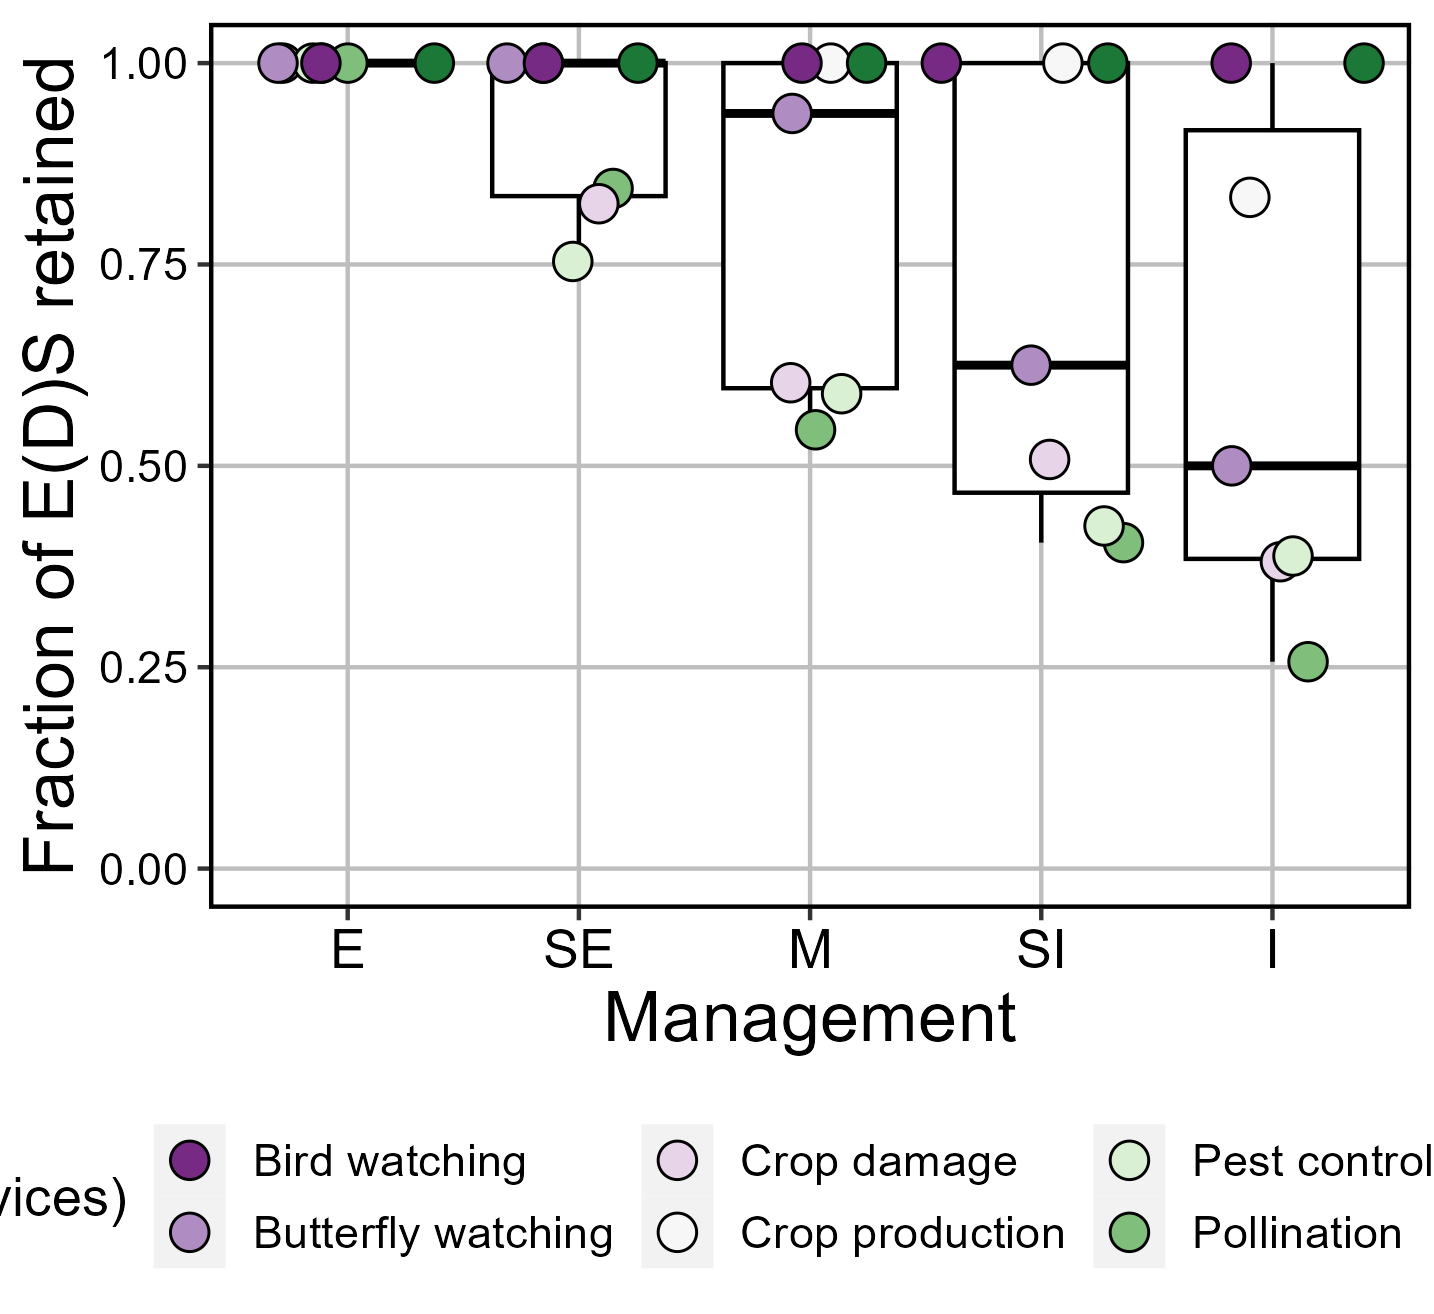 Fraction of E(D)S retained
1.00
0.75
0.50
0.25
0.00
E SE M SI I
Management
vices)
Bird watching Crop damage Pest control
Butterfly watching Crop production Pollination